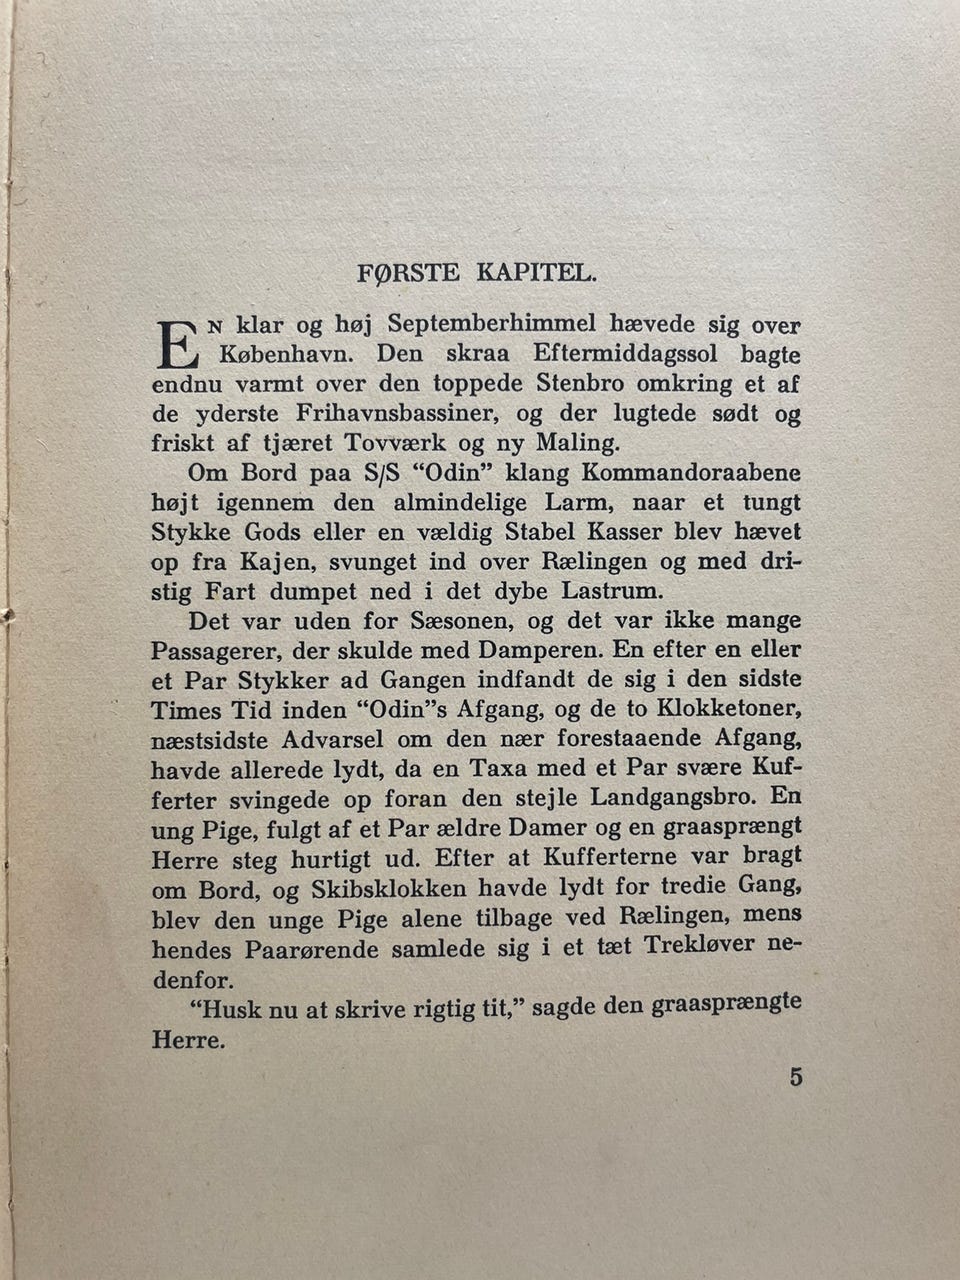 FØRSTE KAPITEL.
EN klar og høj Septemberhimmel hævede sig over
København. Den skraa Eftermiddagssol bagte
endnu varmt over den toppede Stenbro omkring et af
de yderste Frihavnsbassiner, og der lugtede sødt og
friskt af tjæret Tovværk og ny Maling.
Om Bord paa S/S “Odin” klang Kommandoraabene
højt igennem den almindelige Larm, naar et tungt
Stykke Gods eller en vældig Stabel Kasser blev hævet
op fra Kajen, svunget ind over Rælingen og med dri-
stig Fart dumpet ned i det dybe Lastrum.
Det var uden for Sæsonen, og det var ikke mange
Passagerer, der skulde med Damperen. En efter en eller
et Par Stykker ad Gangen indfandt de sig i den sidste
Times Tid inden “Odin”s Afgang, og de to Klokketoner,
næstsidste Advarsel om den nær forestaaende Afgang,
havde allerede lydt, da en Taxa med et Par svære Kuf-
ferter svingede op foran den stejle Landgangsbro. En
ung Pige, fulgt af et Par ældre Damer og en graasprængt
Herre steg hurtigt ud. Efter at Kufferterne var bragt
om Bord, og Skibsklokken havde lydt for tredie Gang,
blev den unge Pige alene tilbage ved Rælingen, mens
hendes Paarørende samlede sig i et tæt Trekløver ne-
denfor.
“Husk nu at skrive rigtig tit,” sagde den graasprængte
Herre.
5